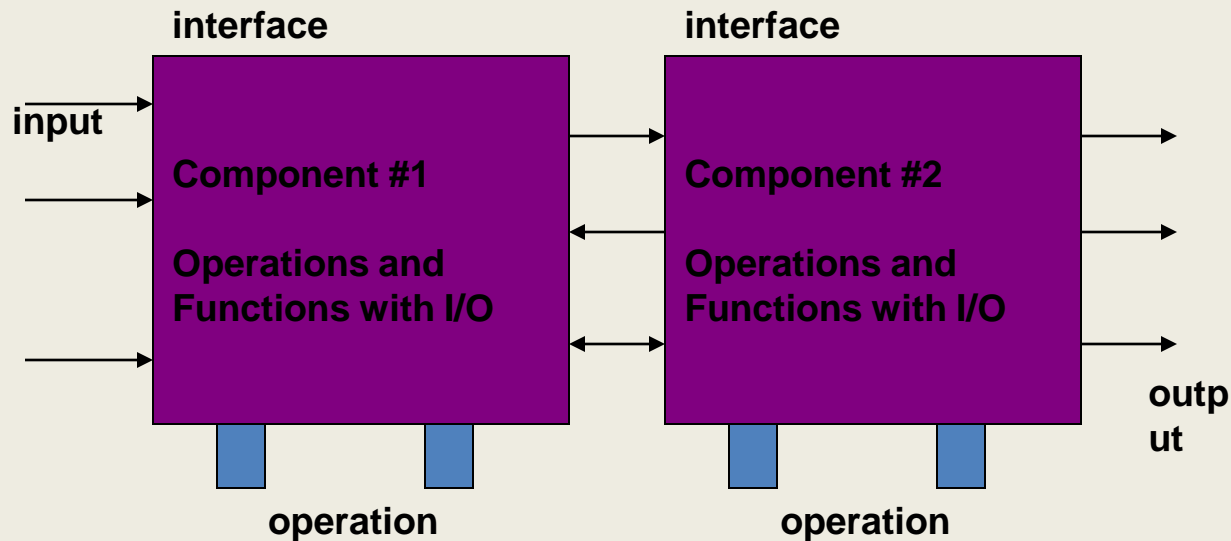 interface
interface
input
Component #1
Operations and
Functions with I/O
Component #2
Operations and
Functions with I/O
outp
ut
operation
operation